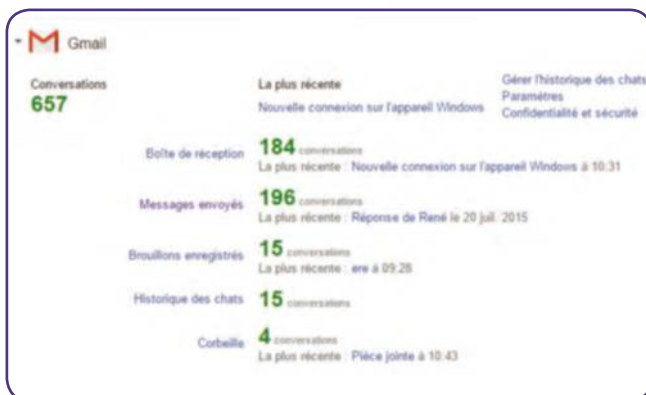 Gmail
Conversations
657
La plus récente
Nouvelle connexion sur l'appareil Windows
Gérer l'historique des chats
Paramètres
Confidentialité et sécurité
Boîte de réception
184 conversations
La plus récente : Nouvelle connexion sur l'appareil Windows à 10:31
Messages envoyés
196 conversations
La plus récente : Réponse de René le 20 juil. 2015
Brouillons enregistrés
15 conversations
La plus récente : ere à 09:28
Historique des chats
15 conversations
Corbeille
4 conversations
La plus récente : Pièce jointe à 10:43